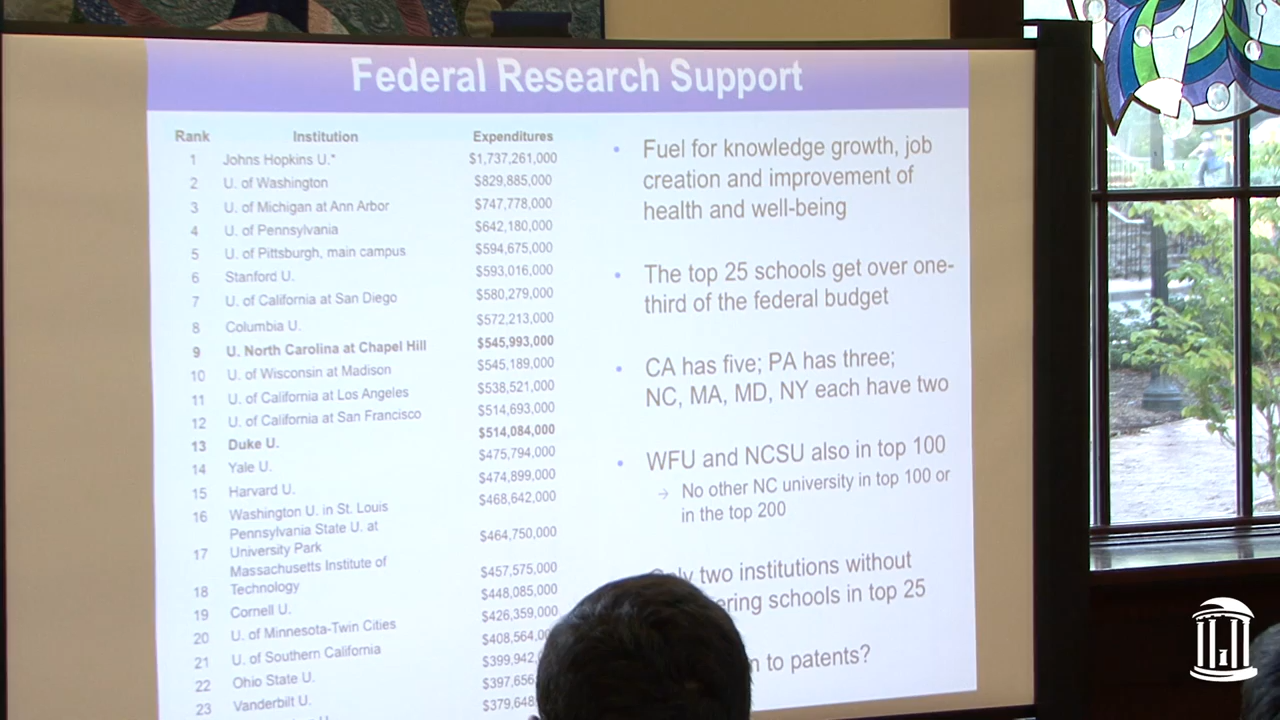 Federal Research Support
Rank Institution Expenditures
1 Johns Hopkins U.* $1,737,261,000
2 U. of Washington $829,885,000
3 U. of Michigan at Ann Arbor $747,778,000
4 U. of Pennsylvania $642,180,000
5 U. of Pittsburgh, main campus $594,675,000
6 Stanford U. $593,016,000
7 U. of California at San Diego $580,279,000
8 Columbia U. $572,213,000
9 U. North Carolina at Chapel Hill $545,993,000
10 U. of Wisconsin at Madison $545,189,000
11 U. of California at Los Angeles $538,521,000
12 U. of California at San Francisco $514,693,000
13 Duke U. $514,084,000
14 Yale U. $475,794,000
15 Harvard U. $474,899,000
16 Washington U. in St. Louis $468,642,000
Pennsylvania State U. at
17 University Park $464,750,000
Massachusetts Institute of
18 Technology $457,575,000
19 Cornell U. $448,085,000
20 U. of Minnesota-Twin Cities $426,359,000
21 U. of Southern California $408,564,00
22 Ohio State U. $399,942,
23 Vanderbilt U. $397,656,
$379,648
• Fuel for knowledge growth, job
creation and improvement of
health and well-being
• The top 25 schools get over one-
third of the federal budget
• CA has five; PA has three;
NC, MA, MD, NY each have two
• WFU and NCSU also in top 100
→ No other NC university in top 100 or
in the top 200
two institutions without
schools in top 25
to patents?